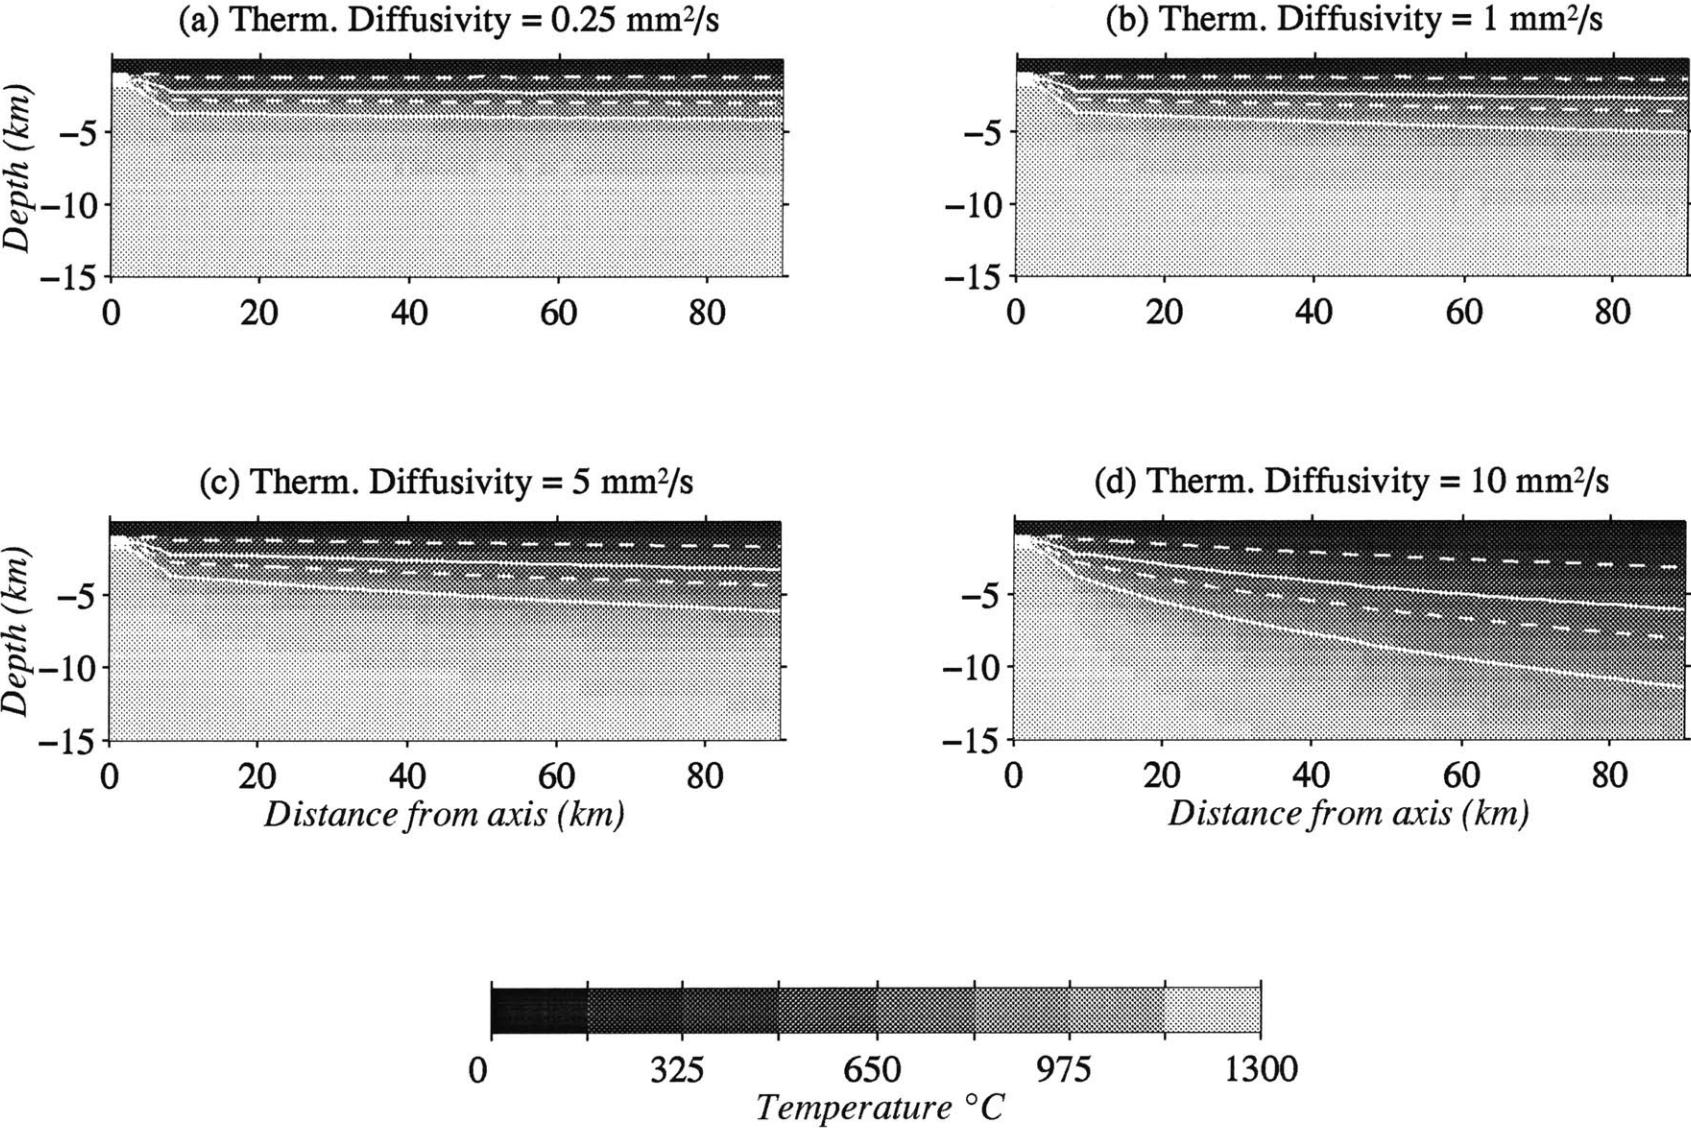 (a) Therm. Diffusivity = 0.25 mm²/s
(b) Therm. Diffusivity = 1 mm²/s
Depth (km)
−5
−10
−15
0 20 40 60 80
−5
−10
−15
0 20 40 60 80
(c) Therm. Diffusivity = 5 mm²/s
(d) Therm. Diffusivity = 10 mm²/s
Depth (km)
−5
−10
−15
0 20 40 60 80
Distance from axis (km)
−5
−10
−15
0 20 40 60 80
Distance from axis (km)
0 325 650 975 1300
Temperature °C